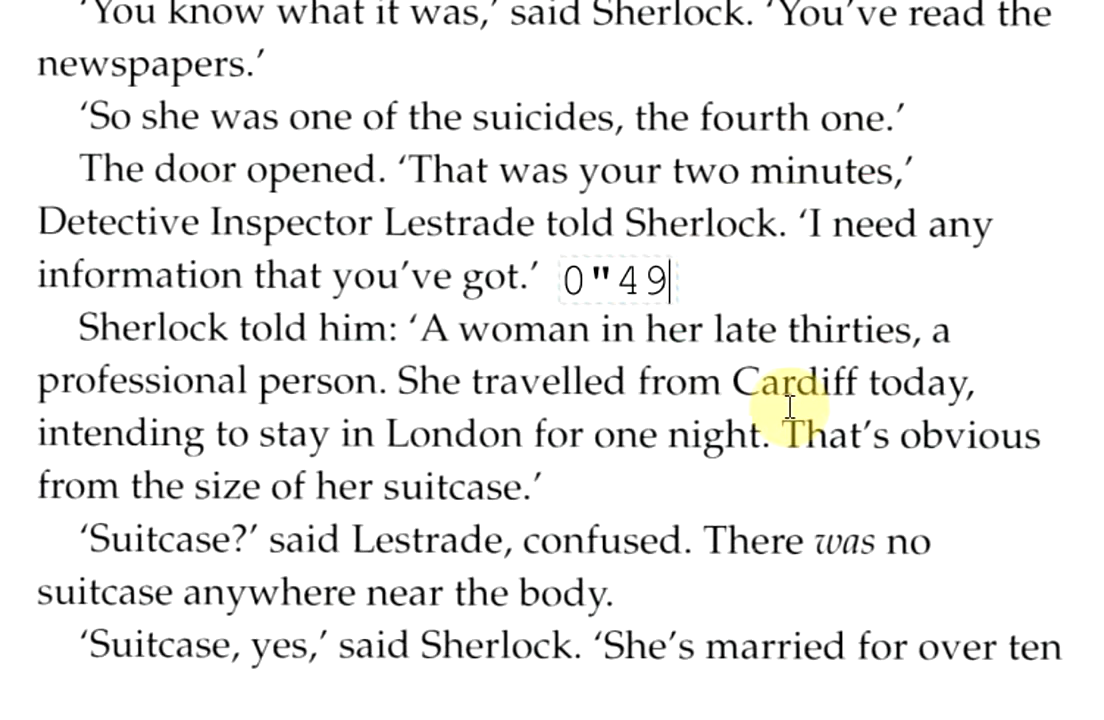 ‘You know what it was,’ said Sherlock. ‘You’ve read the
newspapers.’
‘So she was one of the suicides, the fourth one.’
The door opened. ‘That was your two minutes,’
Detective Inspector Lestrade told Sherlock. ‘I need any
information that you’ve got.’ 0"49
Sherlock told him: ‘A woman in her late thirties, a
professional person. She travelled from Cardiff today,
intending to stay in London for one night. That’s obvious
from the size of her suitcase.’
‘Suitcase?’ said Lestrade, confused. There was no
suitcase anywhere near the body.
‘Suitcase, yes,’ said Sherlock. ‘She’s married for over ten